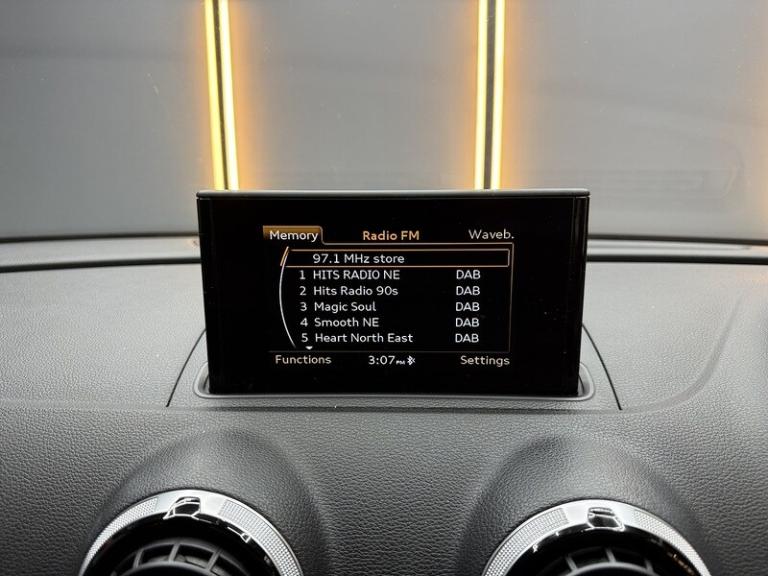 Memory Radio FM Waveb.
97.1 MHz store
1 HITS RADIO NE DAB
2 Hits Radio 90s DAB
3 Magic Soul DAB
4 Smooth NE DAB
5 Heart North East DAB
Functions 3:07 PM Settings